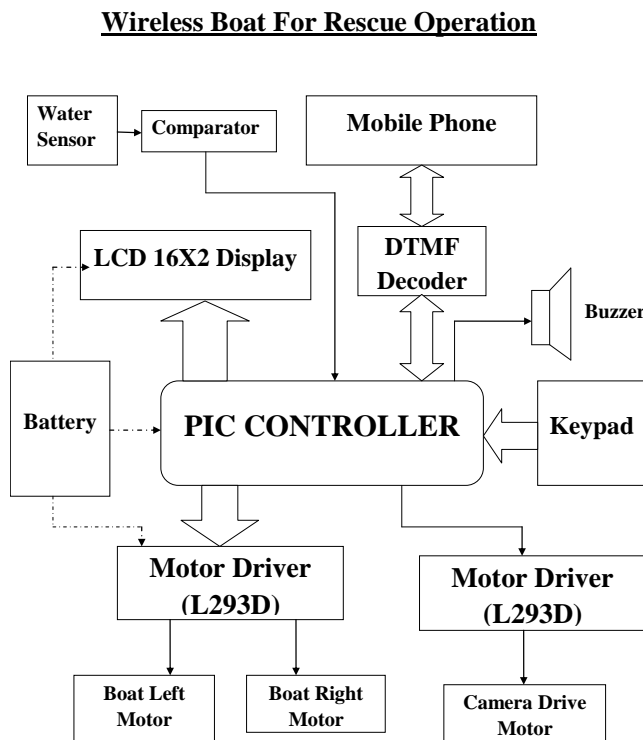 Wireless Boat For Rescue Operation
Water
Sensor
Comparator
Mobile Phone
LCD 16X2 Display
DTMF
Decoder
Buzzer
Battery
PIC CONTROLLER
Keypad
Motor Driver
(L293D)
Motor Driver
(L293D)
Boat Left
Motor
Boat Right
Motor
Camera Drive
Motor